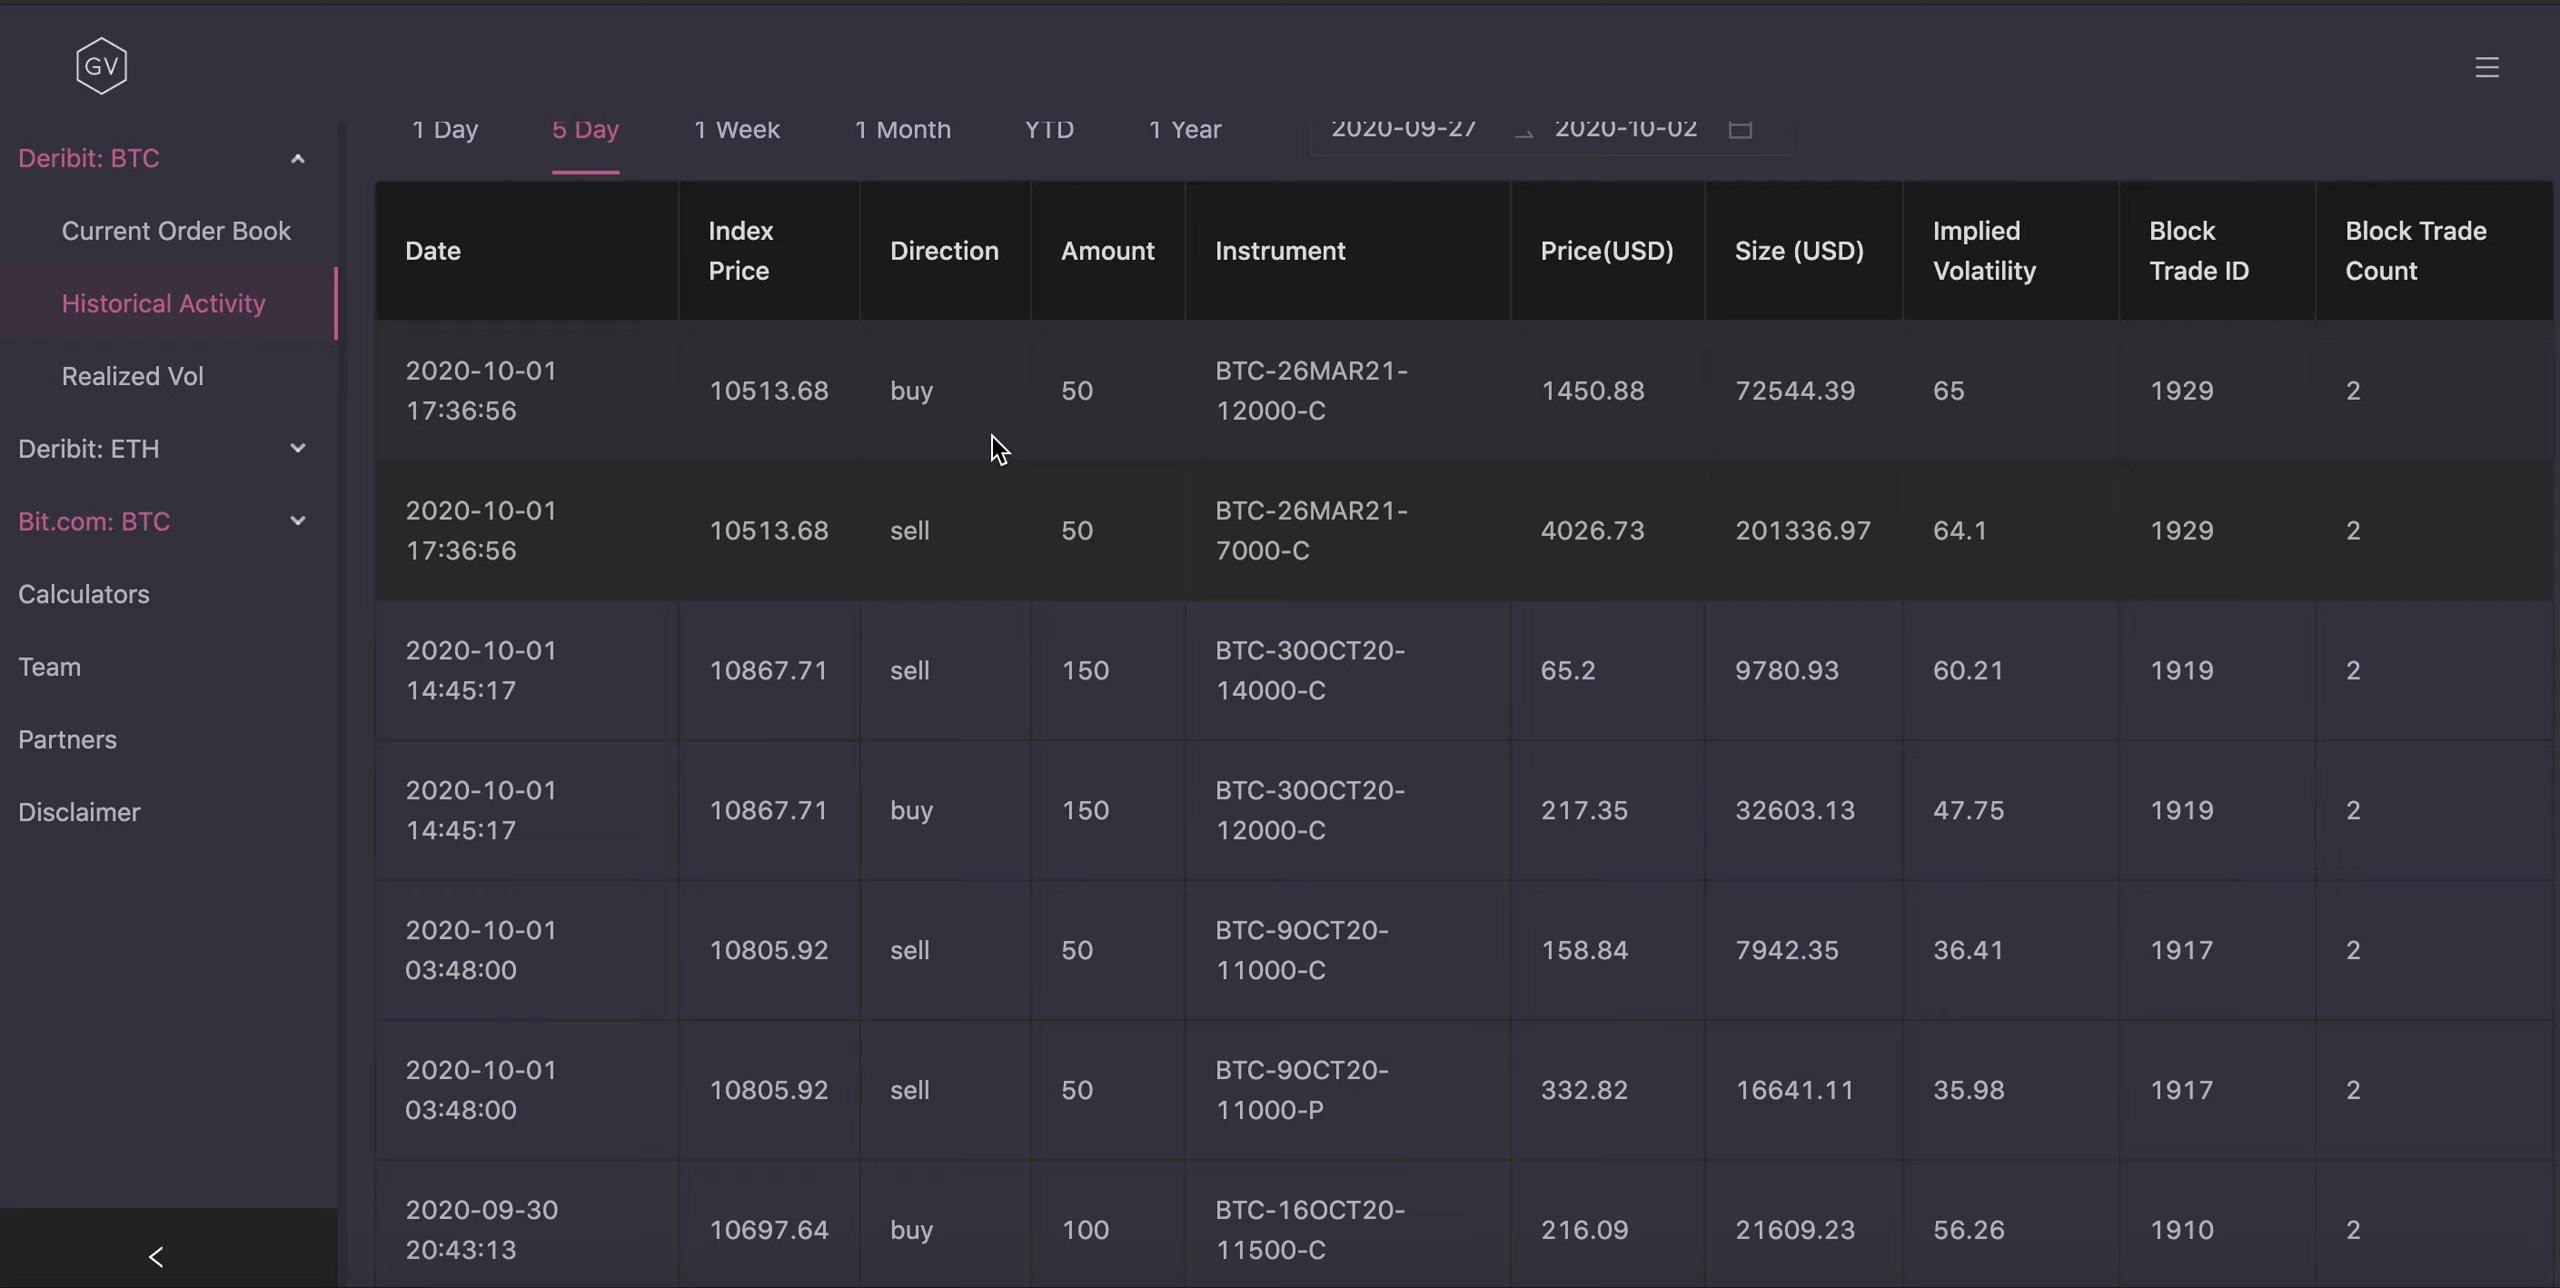 GV
1 Day 5 Day 1 Week 1 Month YTD 1 Year 2020-09-27 2020-10-02
Deribit: BTC
Current Order Book
Historical Activity
Realized Vol
Deribit: ETH
Bit.com: BTC
Calculators
Team
Partners
Disclaimer
Date Index Price Direction Amount Instrument Price(USD) Size (USD) Implied Volatility Block Trade ID Block Trade Count
2020-10-01 17:36:56 10513.68 buy 50 BTC-26MAR21-12000-C 1450.88 72544.39 65 1929 2
2020-10-01 17:36:56 10513.68 sell 50 BTC-26MAR21-7000-C 4026.73 201336.97 64.1 1929 2
2020-10-01 14:45:17 10867.71 sell 150 BTC-30OCT20-14000-C 65.2 9780.93 60.21 1919 2
2020-10-01 14:45:17 10867.71 buy 150 BTC-30OCT20-12000-C 217.35 32603.13 47.75 1919 2
2020-10-01 03:48:00 10805.92 sell 50 BTC-9OCT20-11000-C 158.84 7942.35 36.41 1917 2
2020-10-01 03:48:00 10805.92 sell 50 BTC-9OCT20-11000-P 332.82 16641.11 35.98 1917 2
2020-09-30 20:43:13 10697.64 buy 100 BTC-16OCT20-11500-C 216.09 21609.23 56.26 1910 2